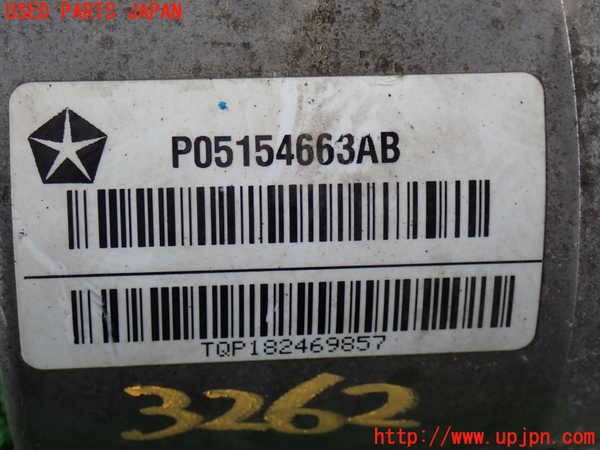 USED PARTS JAPAN
P05154663AB
TQP182469857
3262
http://www.upjpn.com